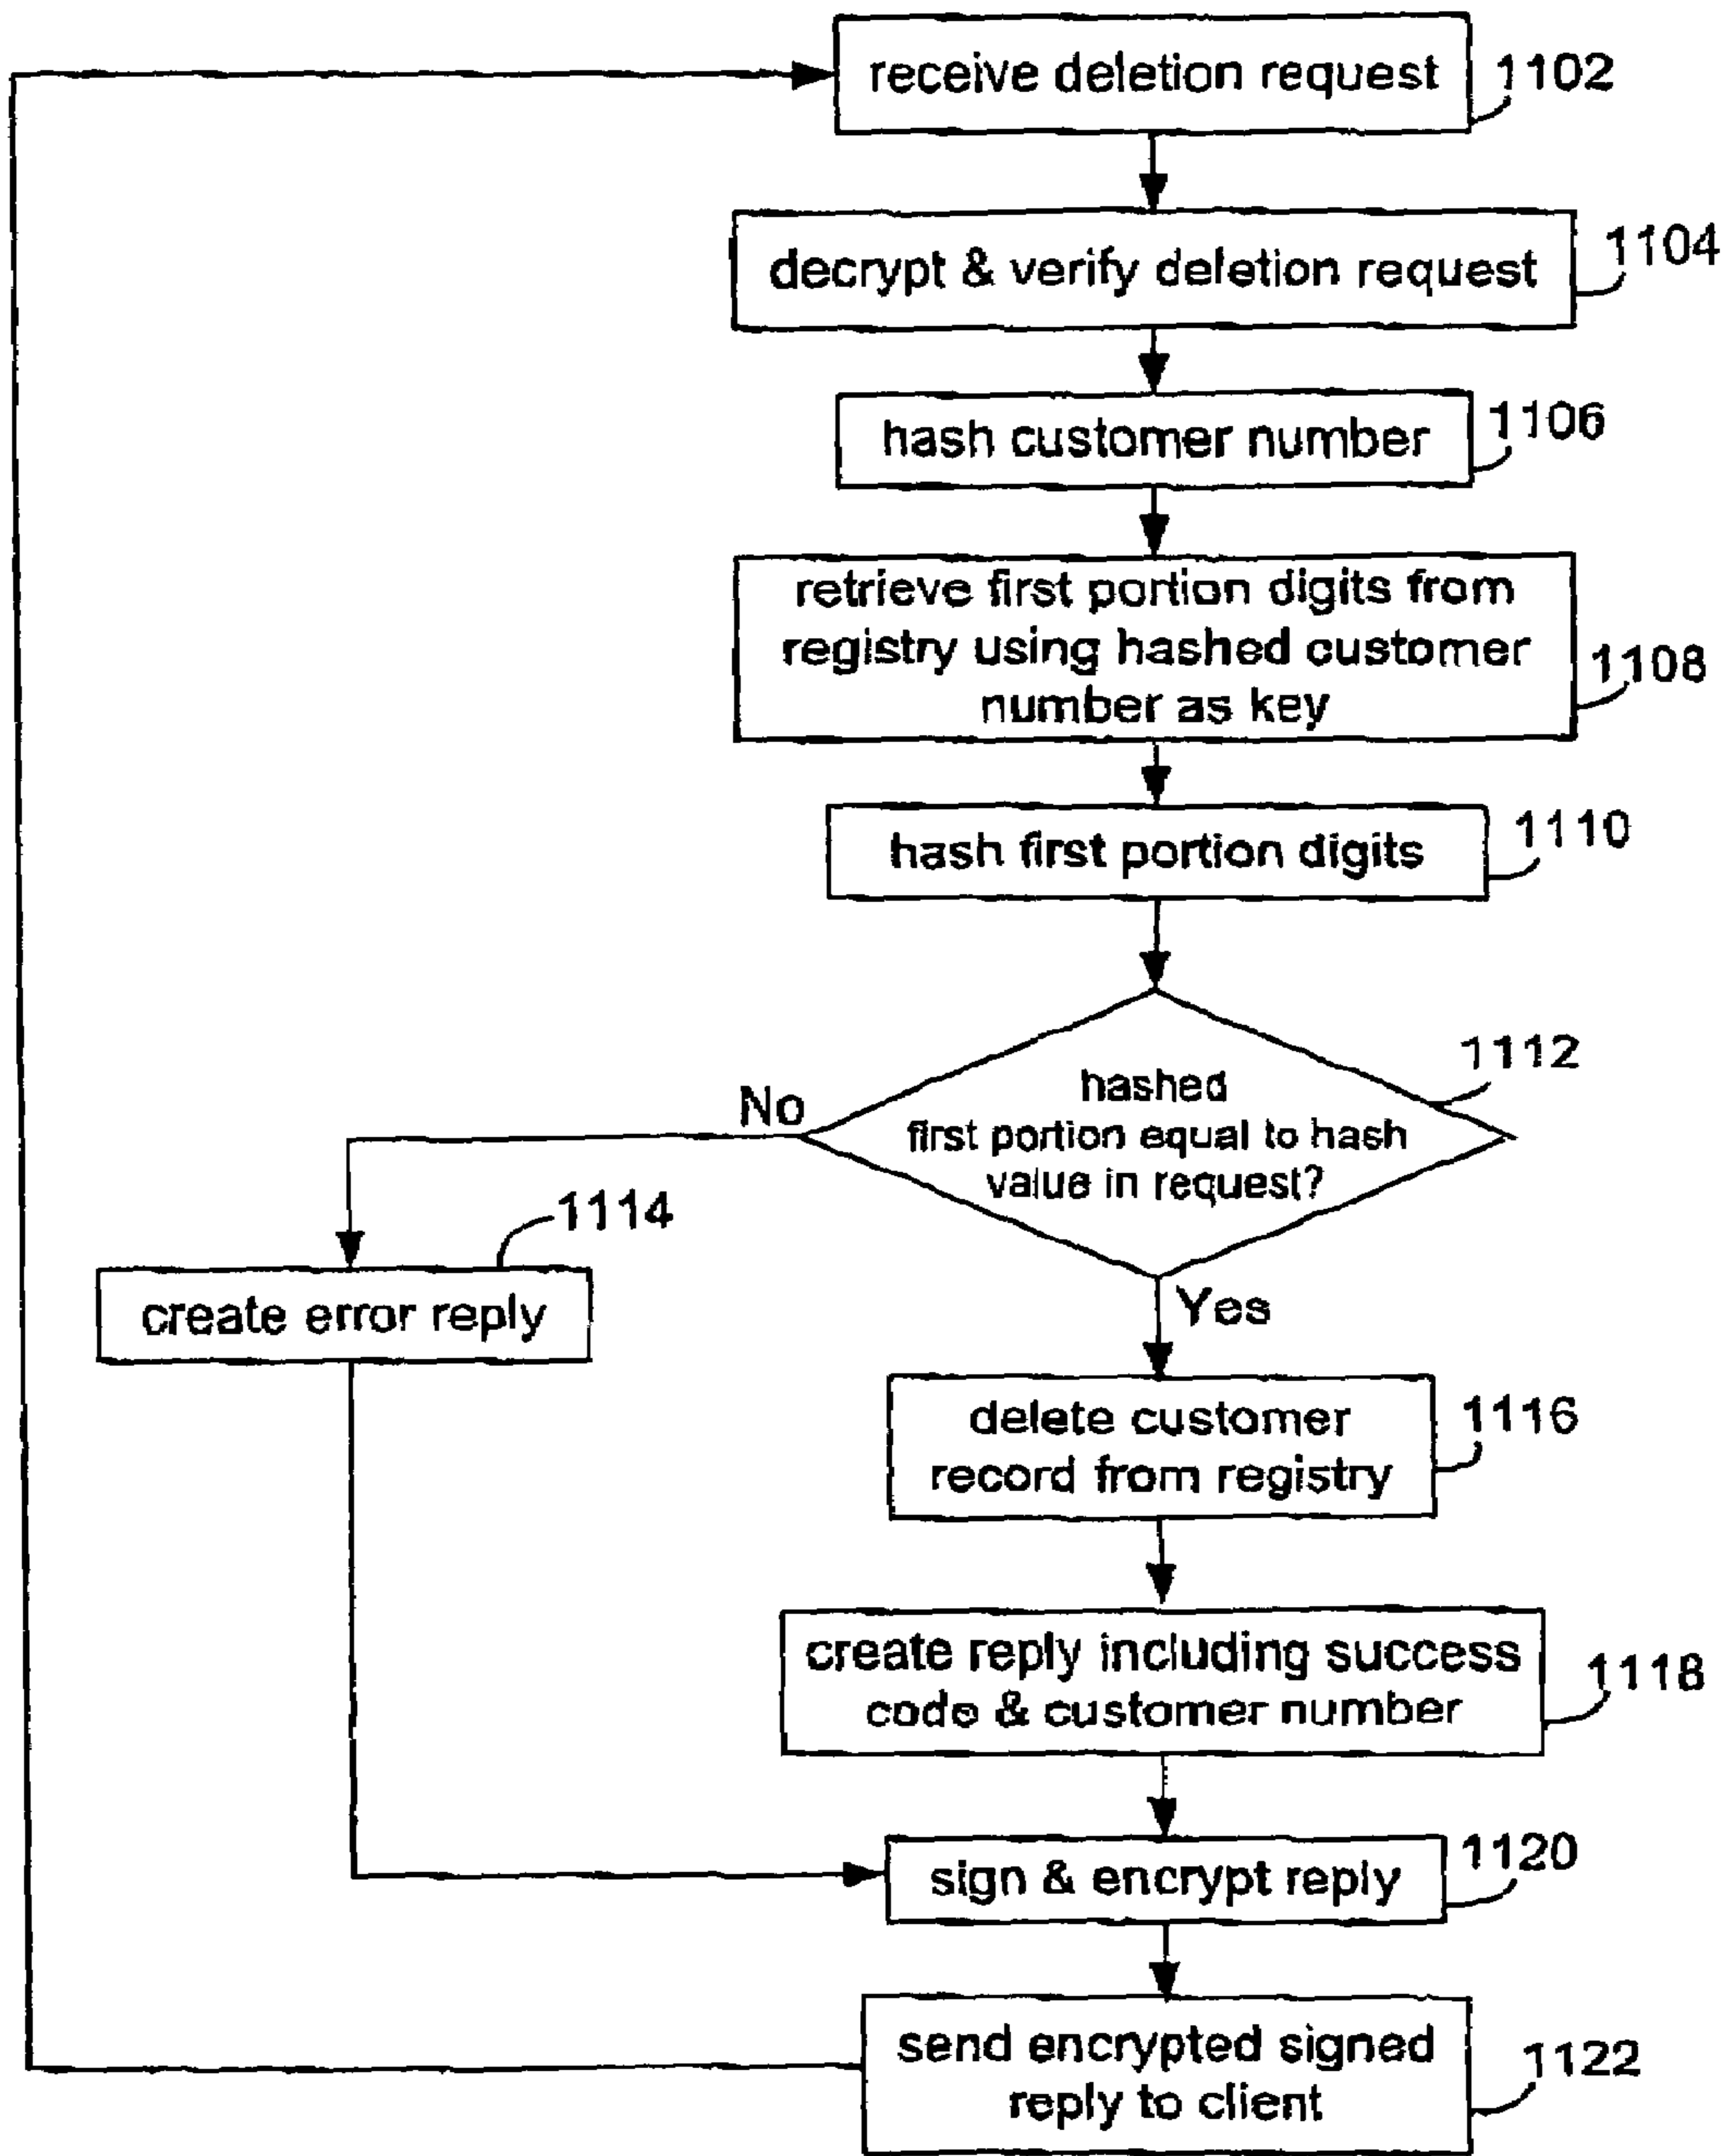 receive deletion request
1102
decrypt & verify deletion request
1104
hash customer number
1106
retrieve first portion digits from
registry using hashed customer
number as key
1108
hash first portion digits
1110
hashed
first portion equal to hash
value in request?
1112
No
Yes
1114
create error reply
delete customer
record from registry
1116
create reply including success
code & customer number
1118
sign & encrypt reply
1120
send encrypted signed
reply to client
1122